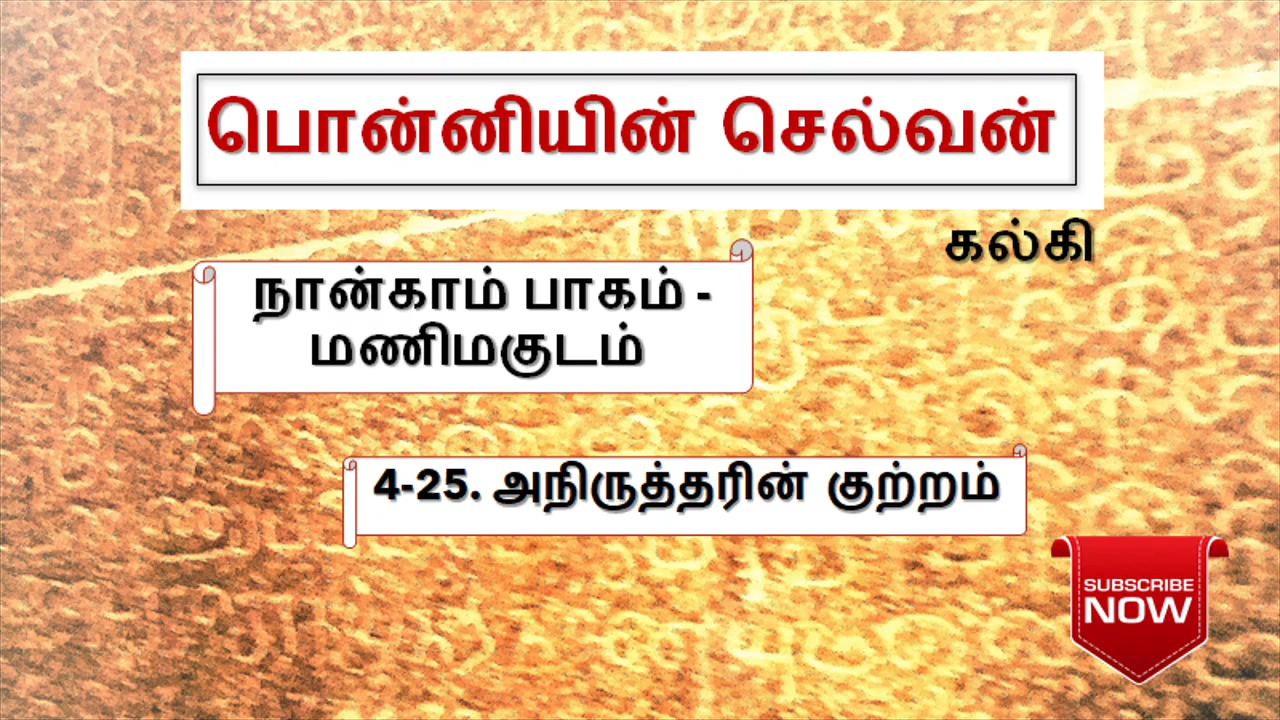 பொன்னியின் செல்வன்
கல்கி
நான்காம் பாகம் -
மணிமகுடம்
4-25. அநிருத்தரின் குற்றம்
SUBSCRIBE
NOW